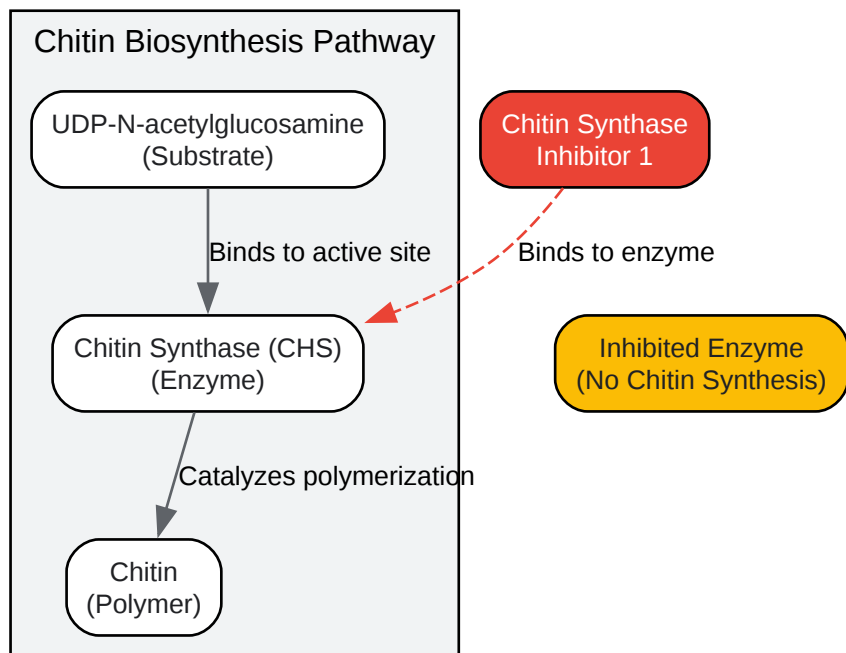 Chitin Biosynthesis Pathway
UDP-N-acetylglucosamine
(Substrate)
Chitin Synthase
Inhibitor 1
Binds to active site
Binds to enzyme
Chitin Synthase (CHS)
(Enzyme)
Inhibited Enzyme
(No Chitin Synthesis)
Catalyzes polymerization
Chitin
(Polymer)